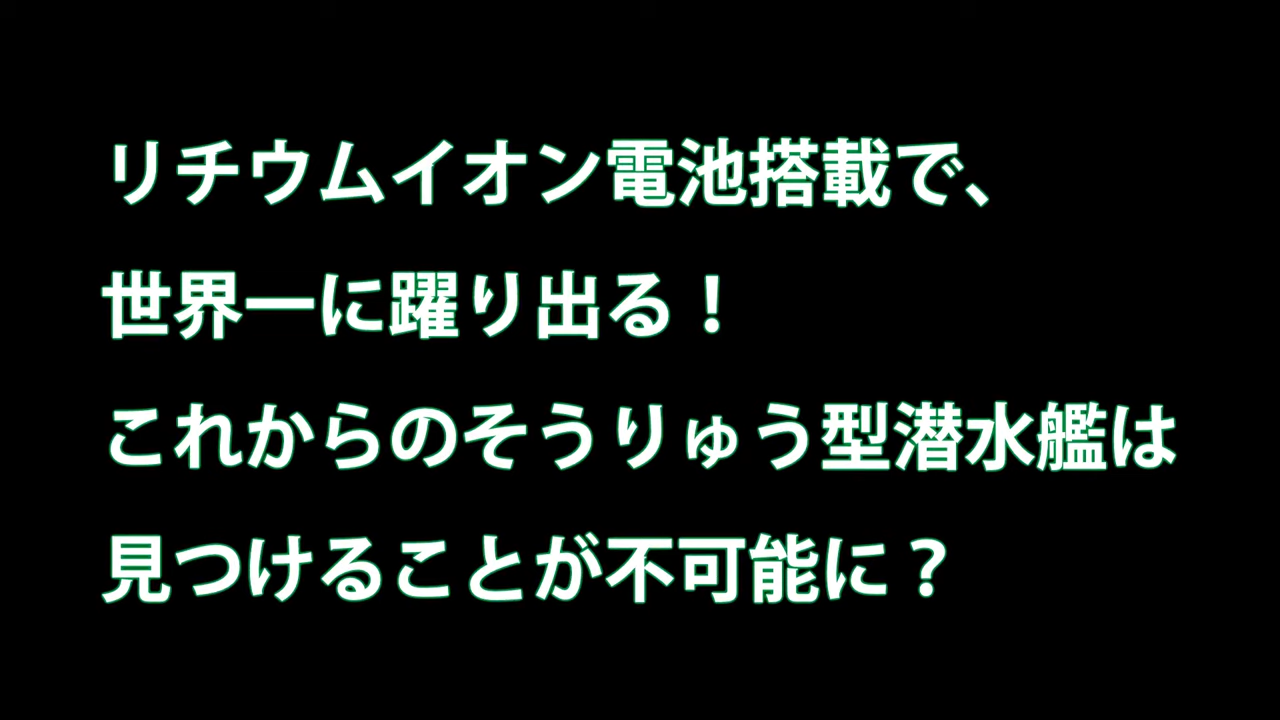 リチウムイオン電池搭載で、
世界一に躍り出る！
これからのそうりゅう型潜水艦は
見つけることが不可能に？